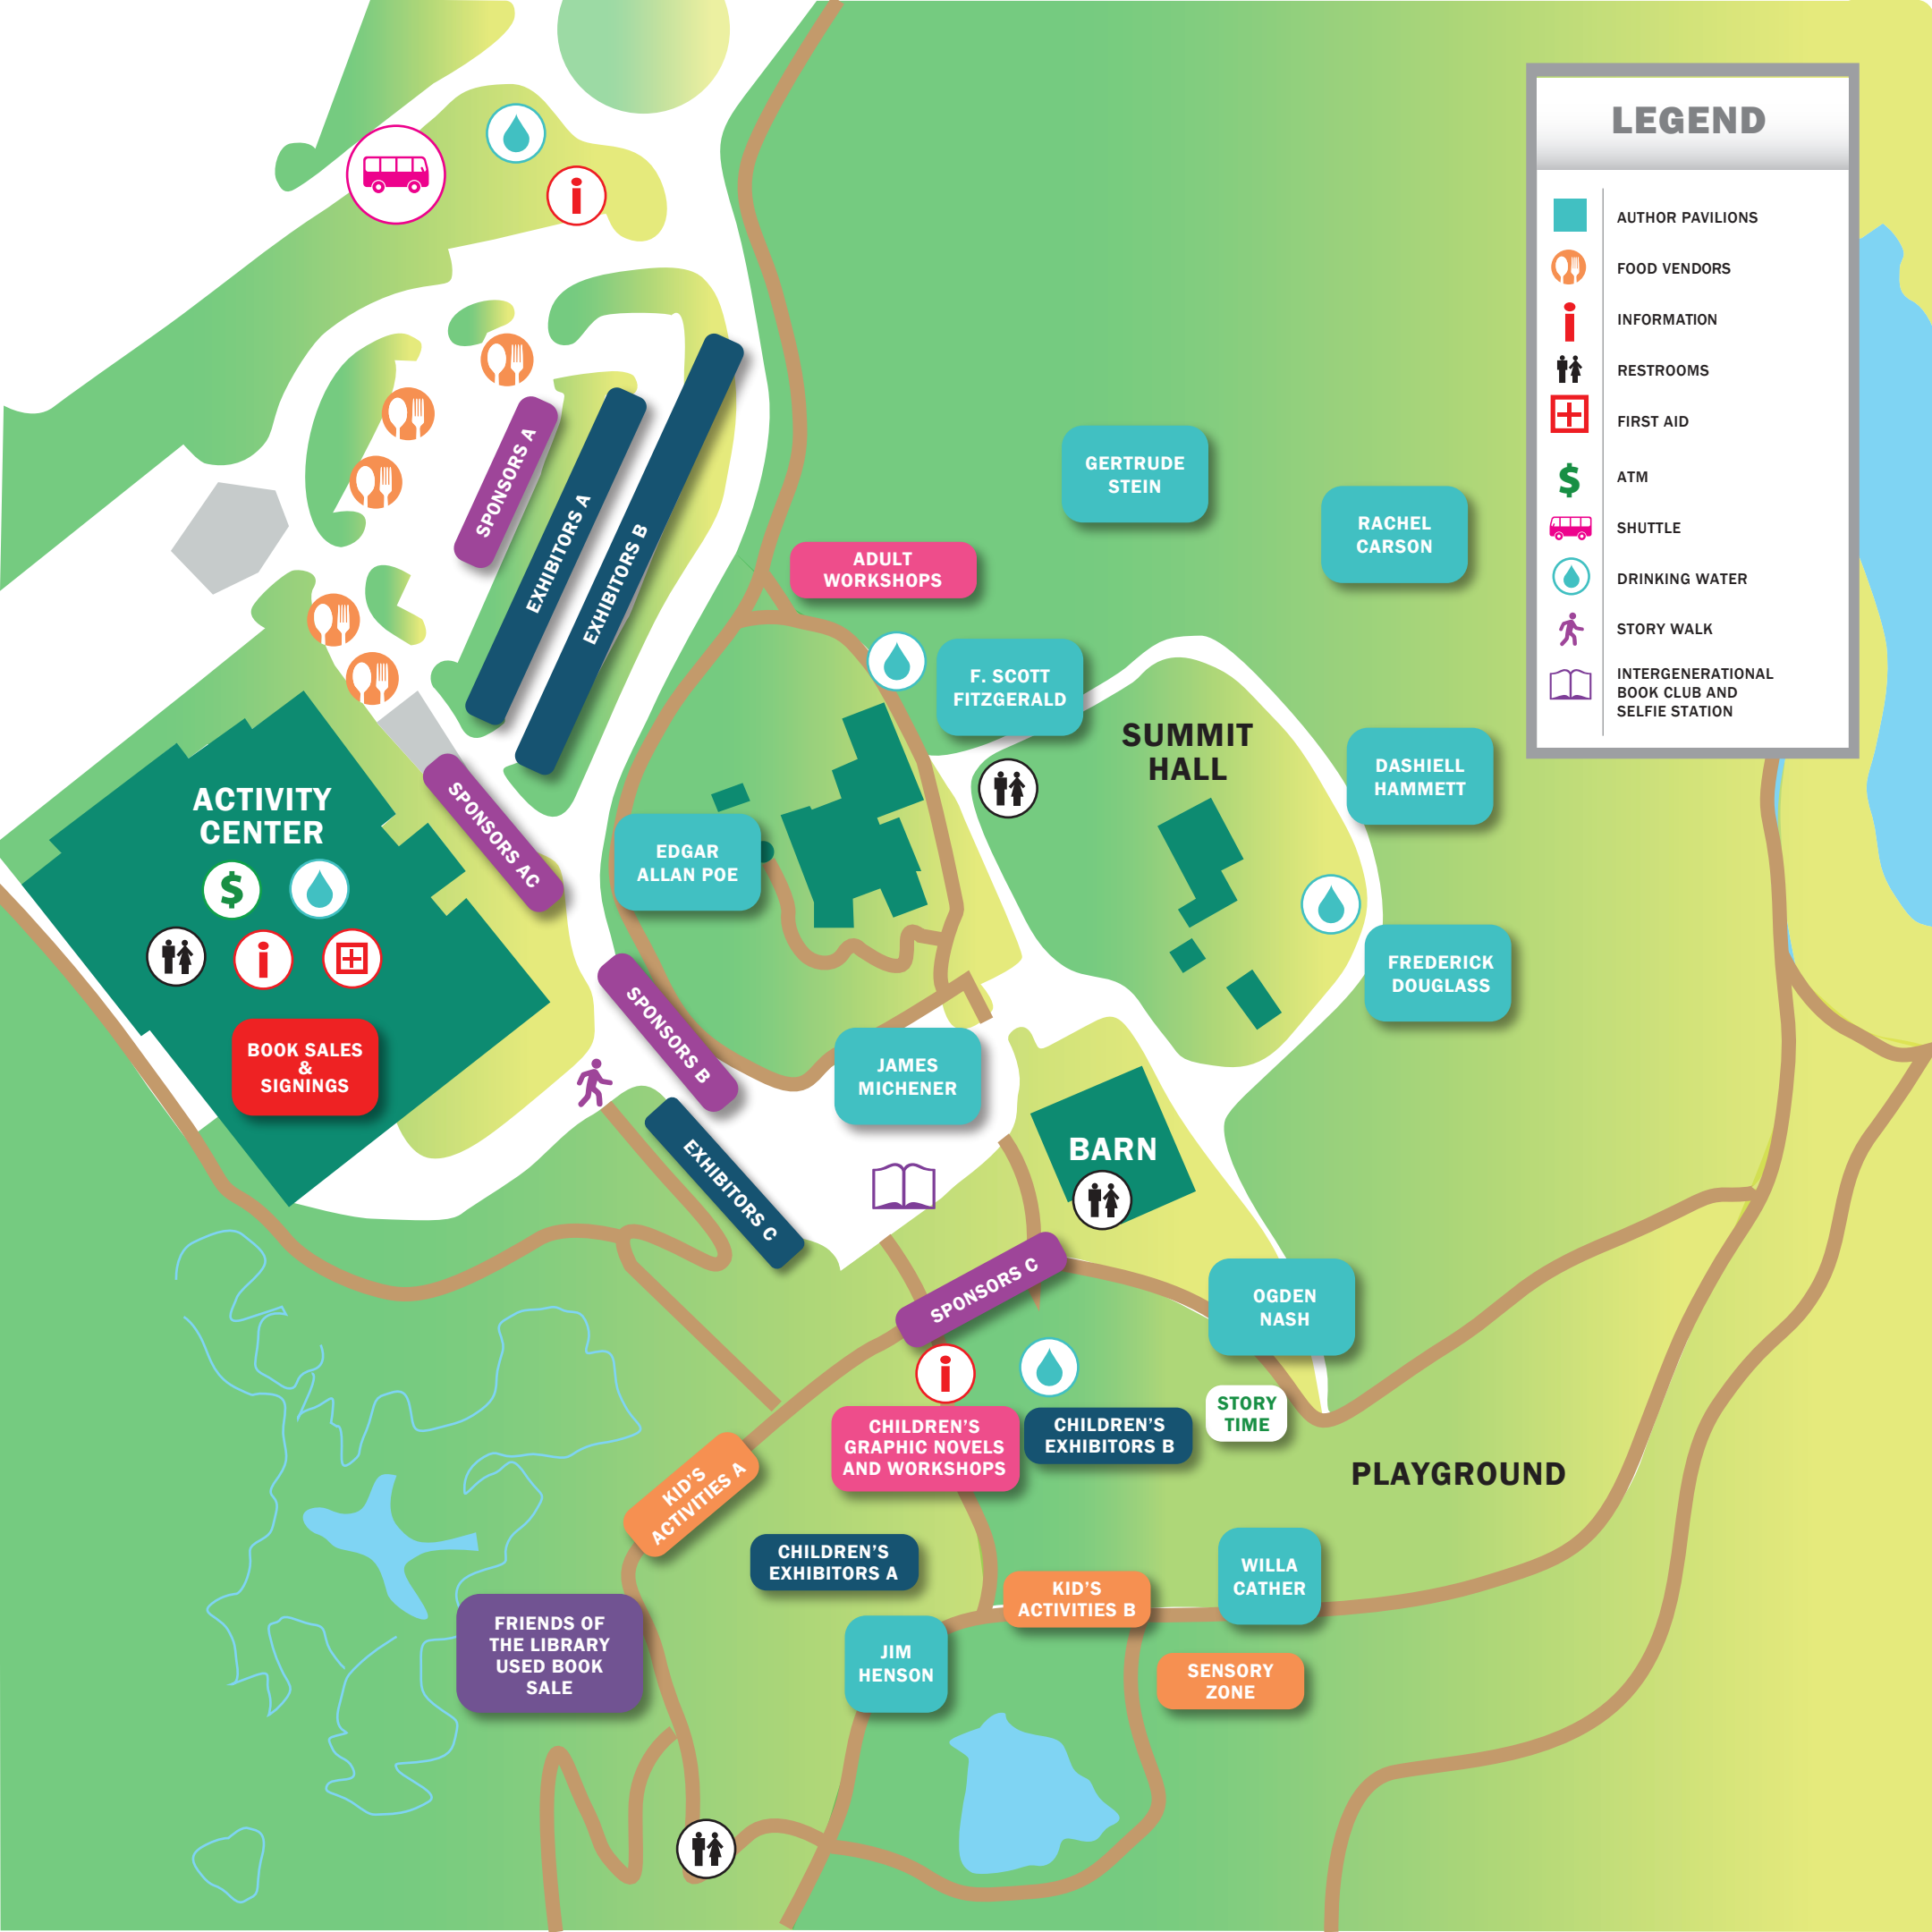 LEGEND
AUTHOR PAVILIONS
FOOD VENDORS
INFORMATION
RESTROOMS
FIRST AID
ATM
SHUTTLE
DRINKING WATER
STORY WALK
INTERGENERATIONAL
BOOK CLUB AND
SELFIE STATION
SPONSORS A
EXHIBITORS A
EXHIBITORS B
GERTRUDE
STEIN
RACHEL
CARSON
ADULT
WORKSHOPS
F. SCOTT
FITZGERALD
SUMMIT
HALL
DASHIELL
HAMMETT
ACTIVITY
CENTER
$
SPONSORS AC
EDGAR
ALLAN POE
FREDERICK
DOUGLASS
BOOK SALES
&
SIGNINGS
SPONSORS B
JAMES
MICHENER
EXHIBITORS C
BARN
SPONSORS C
OGDEN
NASH
STORY
TIME
CHILDREN'S
GRAPHIC NOVELS
AND WORKSHOPS
CHILDREN'S
EXHIBITORS B
PLAYGROUND
KID'S
ACTIVITIES A
CHILDREN'S
EXHIBITORS A
KID'S
ACTIVITIES B
WILLA
CATHER
FRIENDS OF
THE LIBRARY
USED BOOK
SALE
JIM
HENSON
SENSORY
ZONE